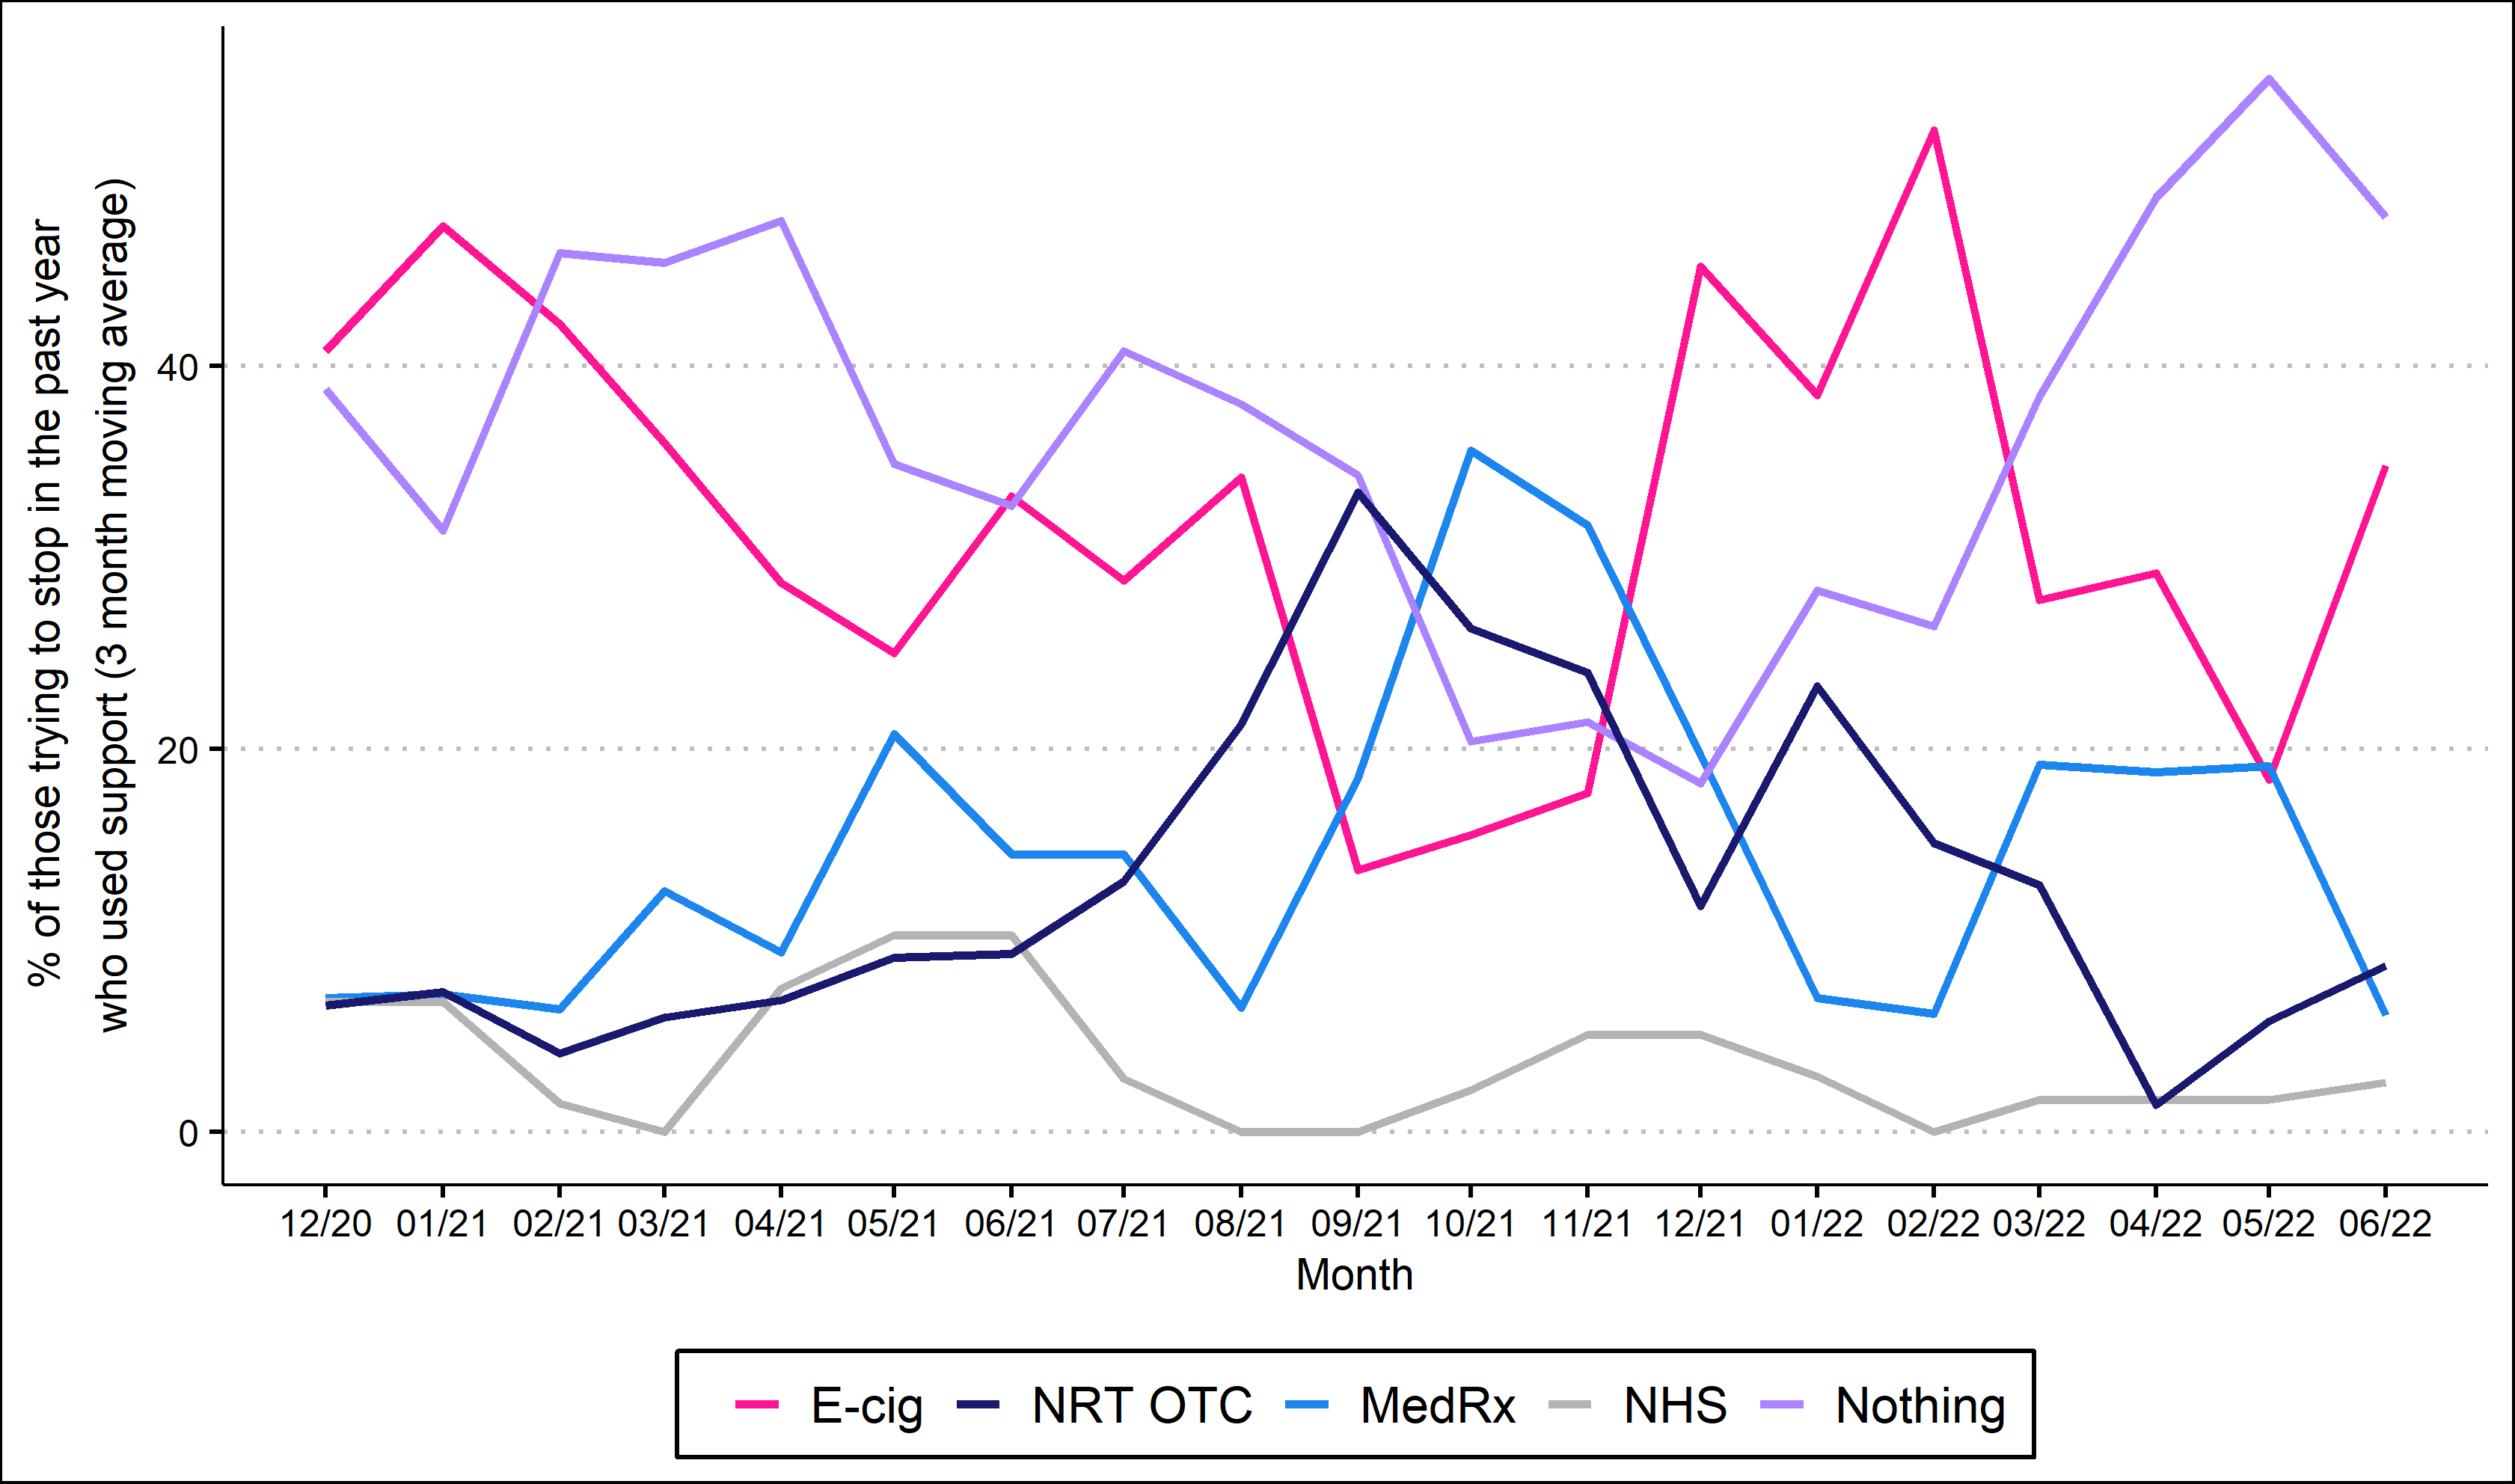 % of those trying to stop in the past year
who used support (3 month moving average)
40
20
0
12/20 01/21 02/21 03/21 04/21 05/21 06/21 07/21 08/21 09/21 10/21 11/21 12/21 01/22 02/22 03/22 04/22 05/22 06/22
Month
E-cig NRT OTC MedRx NHS Nothing